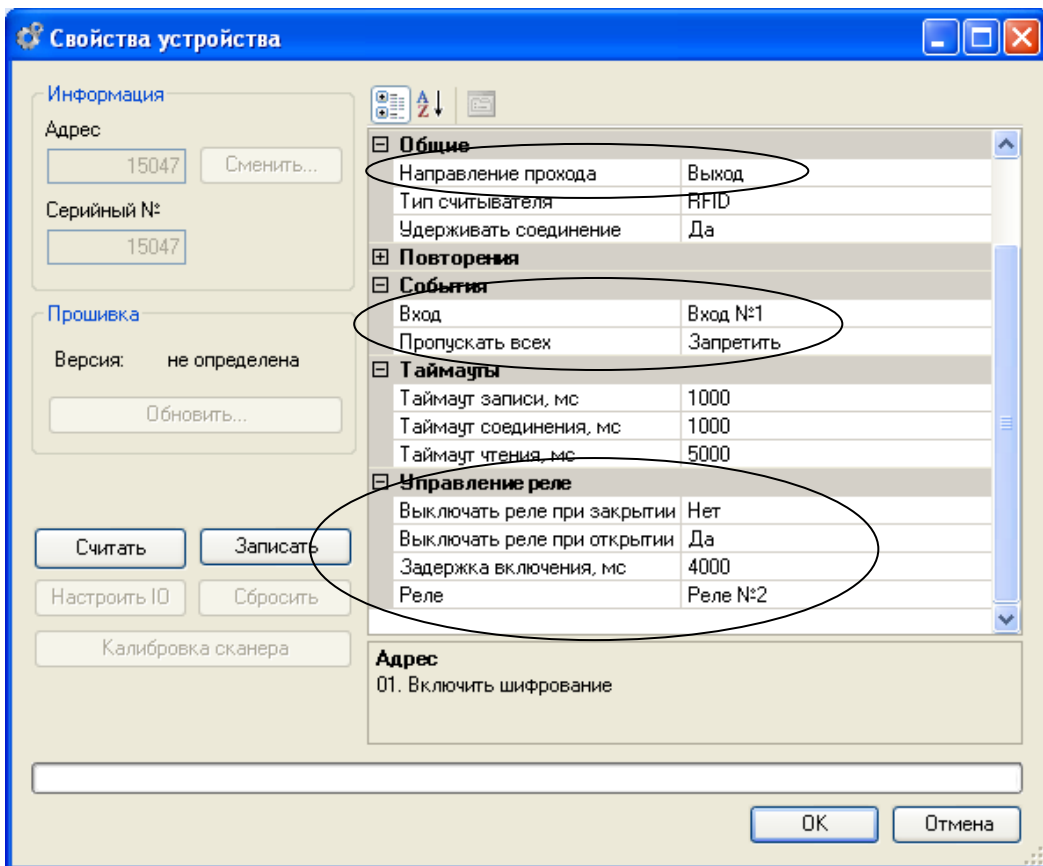 Свойства устройства
Информация
Адрес
15047 Сменить...
Серийный №
15047
Прошивка
Версия: не определена
Обновить...
Считать Записать
Настроить IO Сбросить
Калибровка сканера
Общие
Направление прохода Выход
Тип считывателя RFID
Удерживать соединение Да
Повторения
События
Вход Вход №1
Пропускать всех Запретить
Таймауты
Таймаут записи, мс 1000
Таймаут соединения, мс 1000
Таймаут чтения, мс 5000
Управление реле
Выключать реле при закрытии Нет
Выключать реле при открытии Да
Задержка включения, мс 4000
Реле Реле №2
Адрес
01. Включить шифрование
OK Отмена